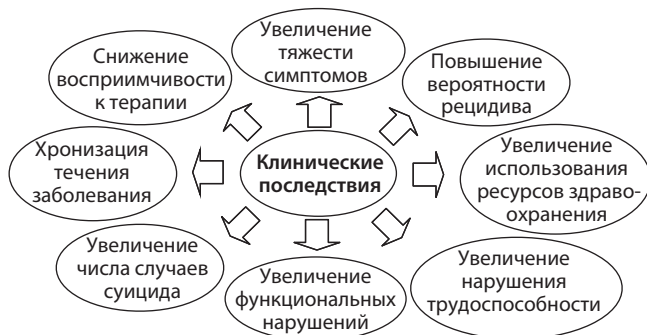 Увеличение
тяжести
симптомов
Снижение
восприимчивости
к терапии
Повышение
вероятности
рецидива
Хронизация
течения
заболевания
Клинические
последствия
Увеличение
использования
ресурсов здраво-
охранения
Увеличение
числа случаев
суицида
Увеличение
функциональных
нарушений
Увеличение
нарушения
трудоспособности